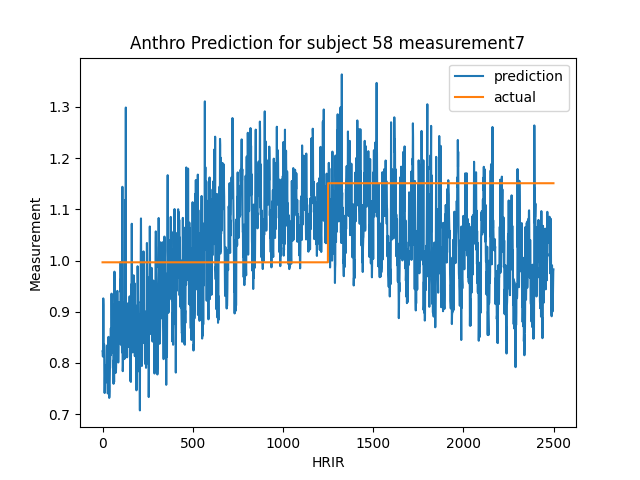 Anthro Prediction for subject 58 measurement7
prediction
actual
Measurement
1.3
1.2
1.1
1.0
0.9
0.8
0.7
0
500
1000
1500
2000
2500
HRIR